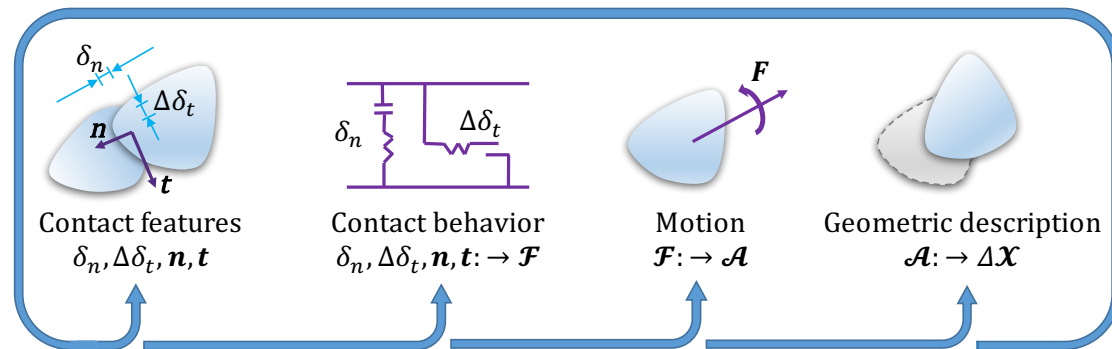 δₙ
Δδₜ
n
t
Contact features
δₙ, Δδₜ, n, t
δₙ
Δδₜ
Contact behavior
δₙ, Δδₜ, n, t: → ℱ
F
Motion
ℱ: → 𝒜
Geometric description
𝒜: → Δ𝒳